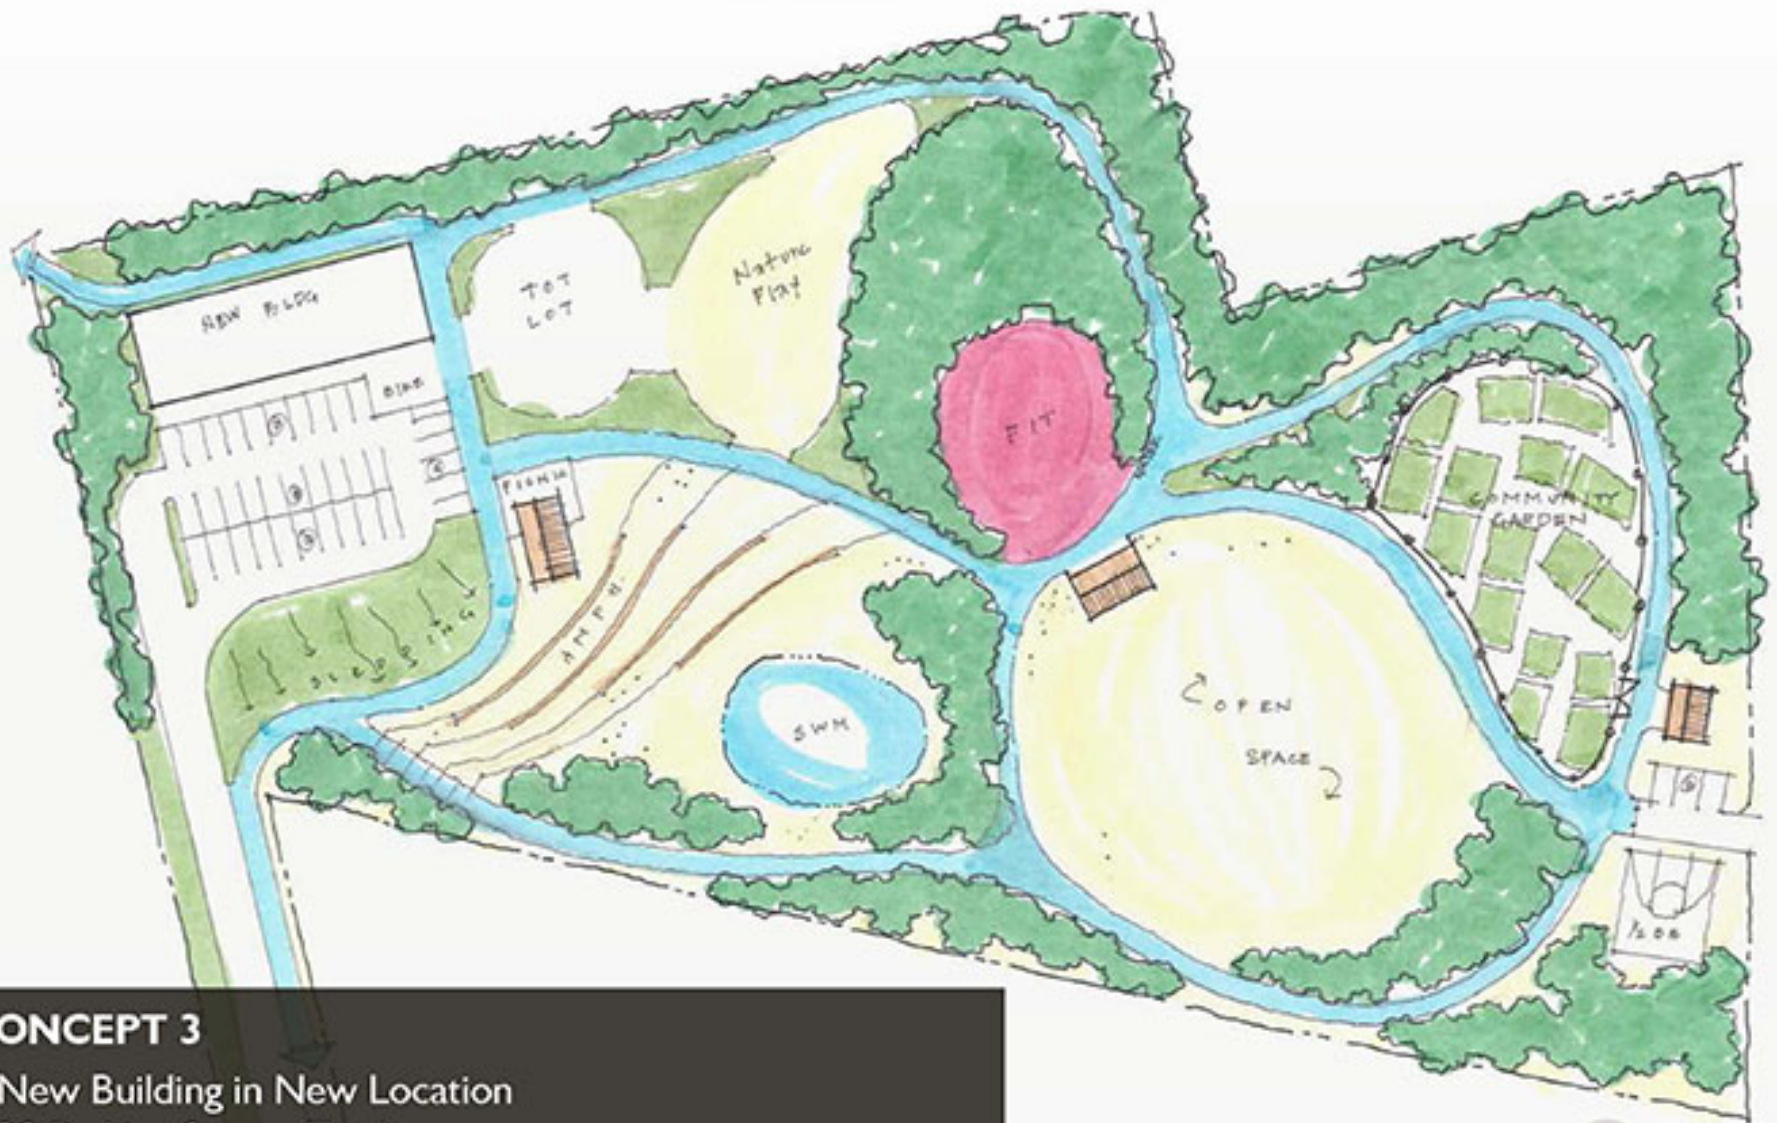 NEW BLDG
TOT
LOT
Nature
Play
BIKE
PICNIC
FIT
COMMUNITY
GARDEN
AMPH.
SWM
OPEN
SPACE
ONCEPT 3
New Building in New Location